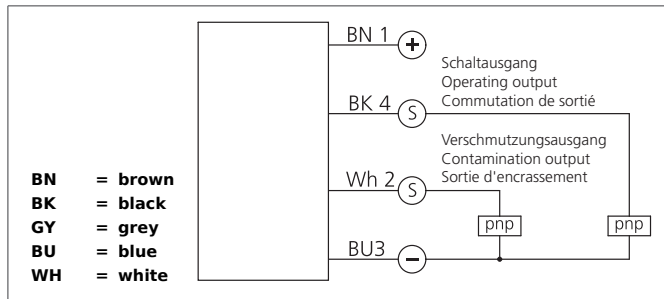 BN 1
+
Schaltausgang
Operating output
Commutation de sortié
BK 4
S
Verschmutzungsausgang
Contamination output
Sortie d'encrassement
Wh 2
S
pnp
pnp
BU3
−
BN = brown
BK = black
GY = grey
BU = blue
WH = white